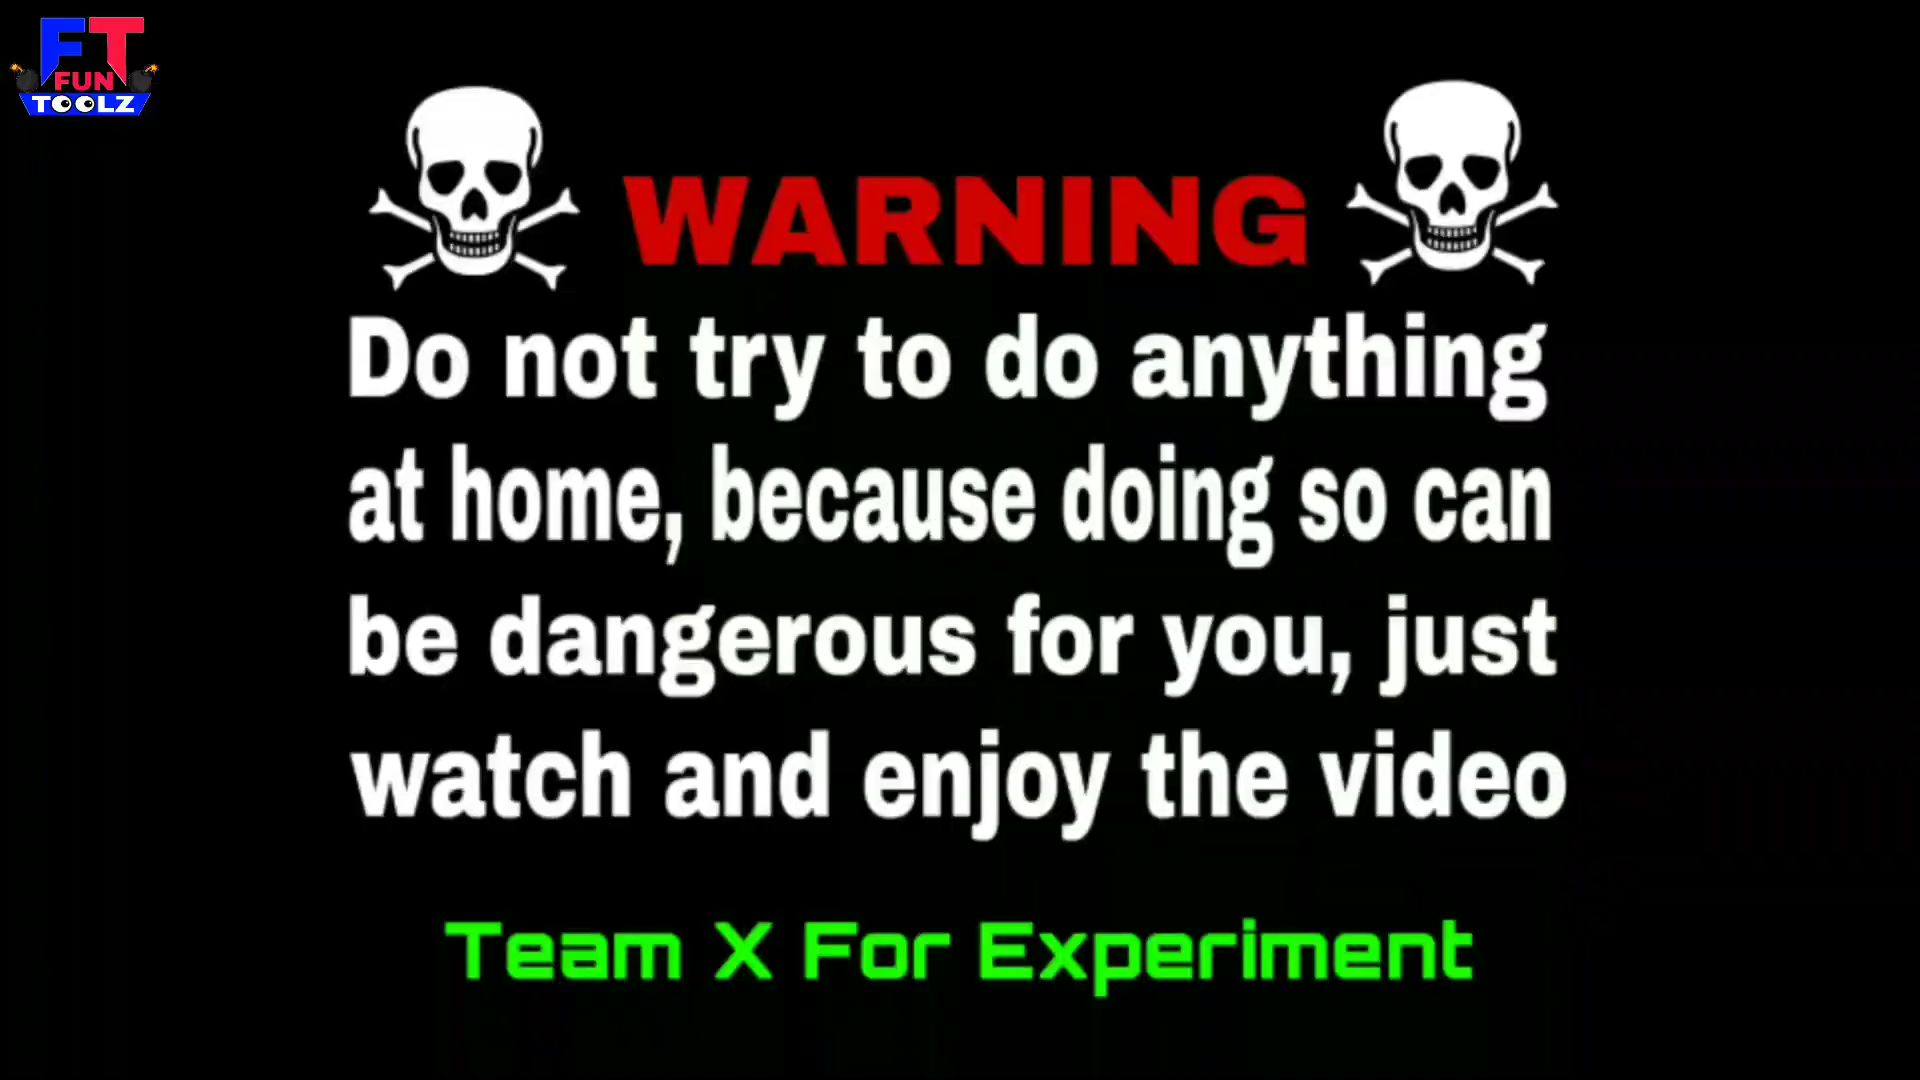 FT
FUN
TOOLZ
WARNING
Do not try to do anything
at home, because doing so can
be dangerous for you, just
watch and enjoy the video
Team X For Experiment